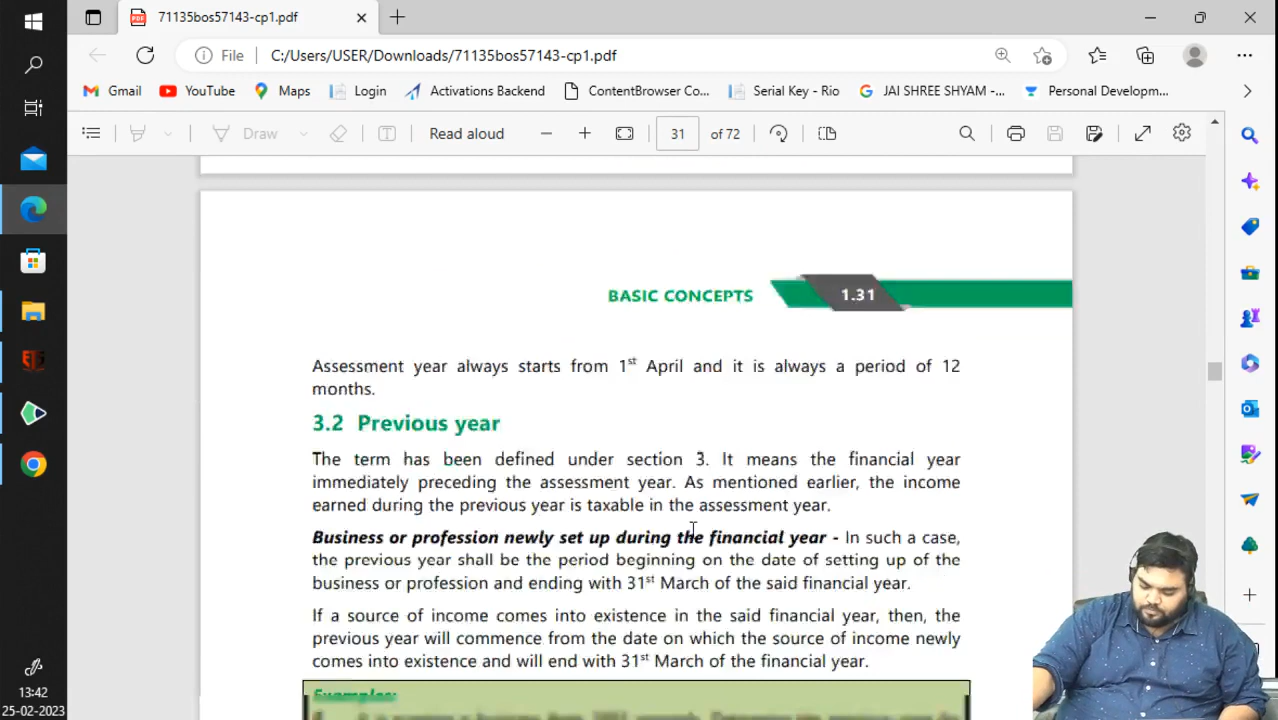 71135bos57143-cp1.pdf
File C:/Users/USER/Downloads/71135bos57143-cp1.pdf
Gmail YouTube Maps Login Activations Backend ContentBrowser Co... Serial Key - Rio JAI SHREE SHYAM -... Personal Developm...
Draw Read aloud 31 of 72
BASIC CONCEPTS 1.31
Assessment year always starts from 1st April and it is always a period of 12
months.
3.2 Previous year
The term has been defined under section 3. It means the financial year
immediately preceding the assessment year. As mentioned earlier, the income
earned during the previous year is taxable in the assessment year.
Business or profession newly set up during the financial year - In such a case,
the previous year shall be the period beginning on the date of setting up of the
business or profession and ending with 31st March of the said financial year.
If a source of income comes into existence in the said financial year, then, the
previous year will commence from the date on which the source of income newly
comes into existence and will end with 31st March of the financial year.
Examples:
13:42
25-02-2023